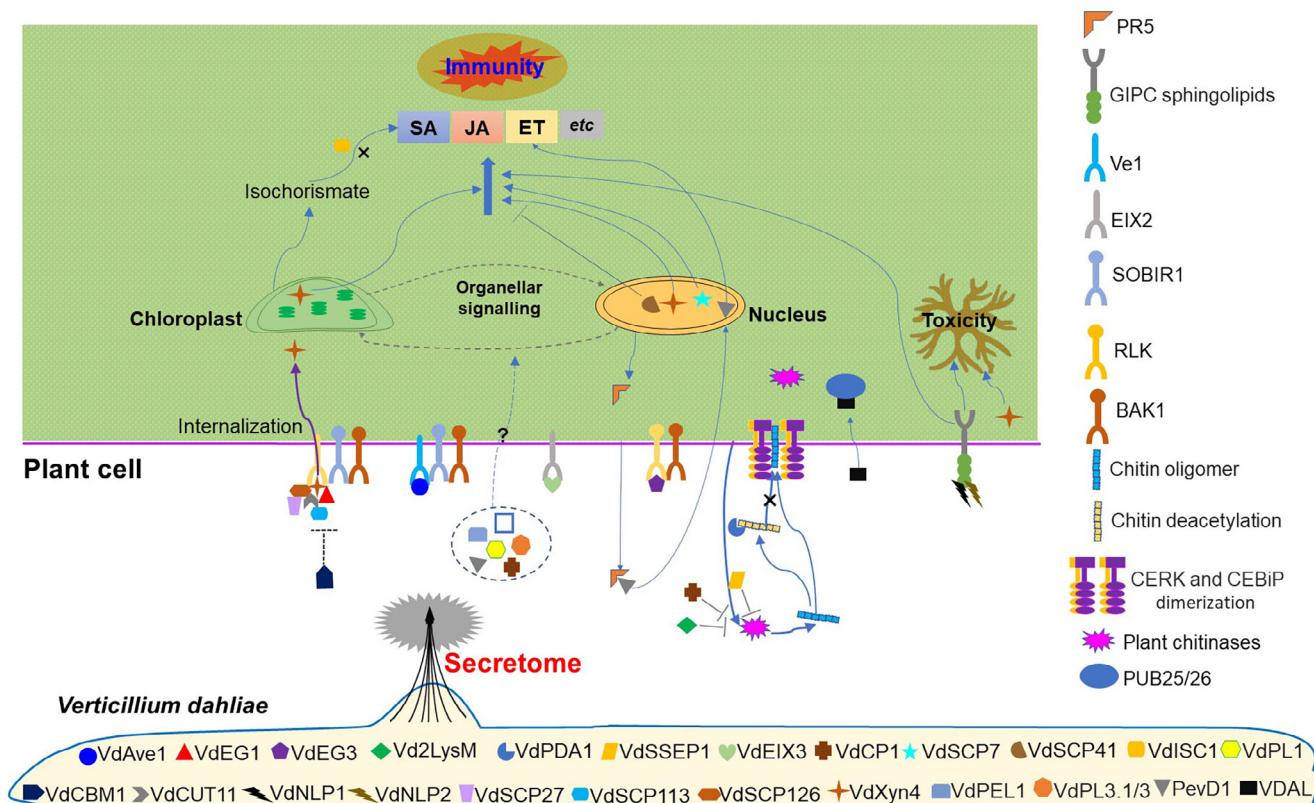 Immunity
SA JA ET etc
Isochorismate
Chloroplast
Organellar
signalling
Nucleus
Toxicity
Internalization
?
Plant cell
Secretome
Verticillium dahliae
VdAve1 VdEG1 VdEG3 Vd2LysM VdPDA1 VdSSEP1 VdEIX3 VdCP1 VdSCP7 VdSCP41 VdISC1 VdPL1
VdCBM1 VdCUT11 VdNLP1 VdNLP2 VdSCP27 VdSCP113 VdSCP126 VdXyn4 VdPEL1 VdPL3.1/3 PevD1 VDAL
PR5
GIPC sphingolipids
Ve1
EIX2
SOBIR1
RLK
BAK1
Chitin oligomer
Chitin deacetylation
CERK and CEBiP
dimerization
Plant chitinases
PUB25/26